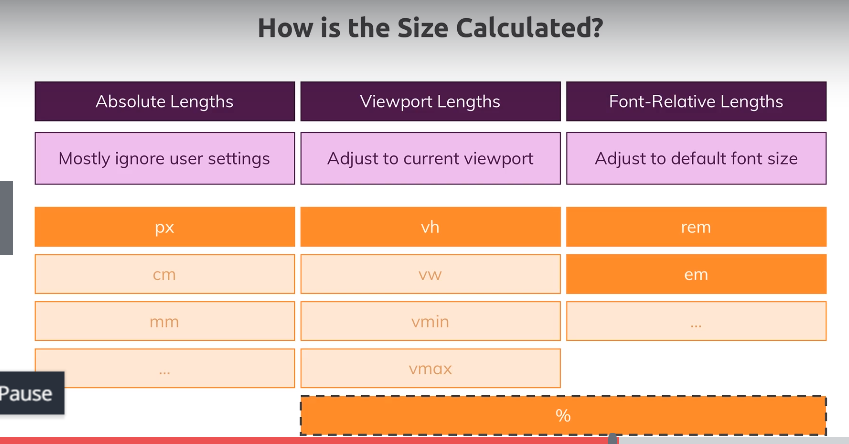 How is the Size Calculated?
Absolute Lengths
Viewport Lengths
Font-Relative Lengths
Mostly ignore user settings
Adjust to current viewport
Adjust to default font size
px
vh
rem
cm
vw
em
mm
vmin
...
...
vmax
Pause
%